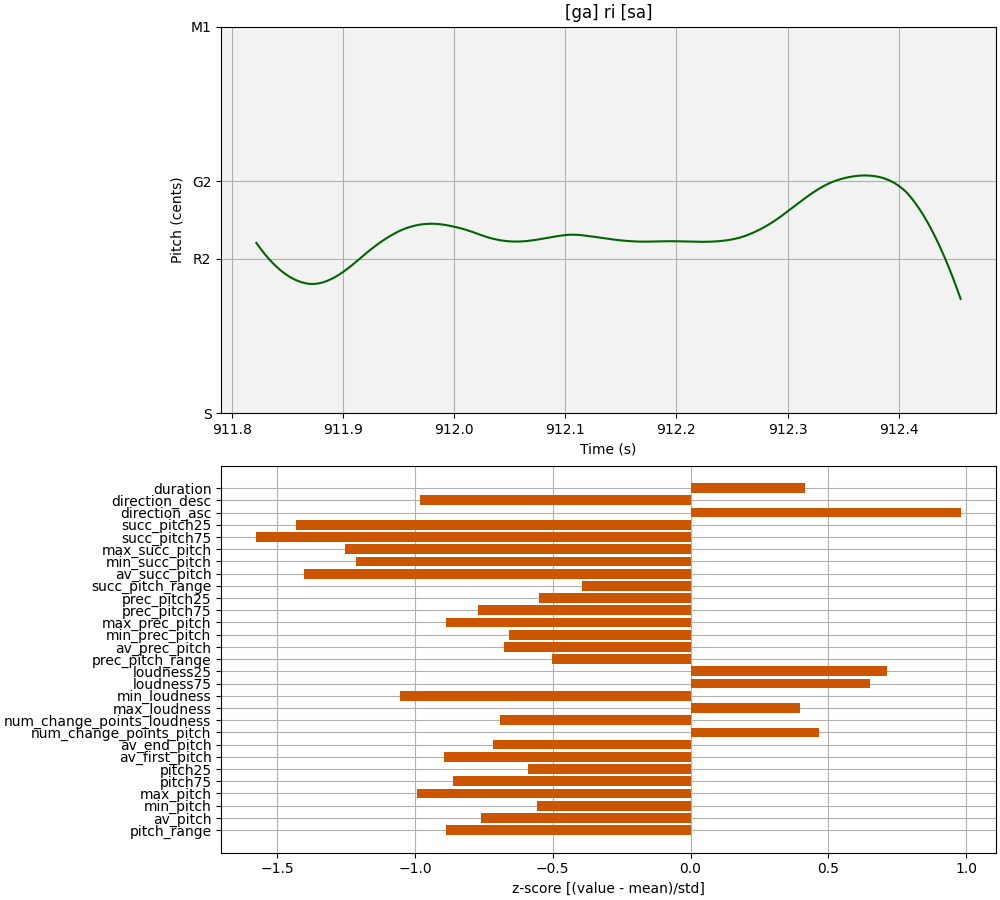 [ga] ri [sa]
M1
G2
R2
S
Pitch (cents)
911.8 911.9 912.0 912.1 912.2 912.3 912.4
Time (s)
duration
direction_desc
direction_asc
succ_pitch25
succ_pitch75
max_succ_pitch
min_succ_pitch
av_succ_pitch
succ_pitch_range
prec_pitch25
prec_pitch75
max_prec_pitch
min_prec_pitch
av_prec_pitch
prec_pitch_range
loudness25
loudness75
min_loudness
max_loudness
num_change_points_loudness
num_change_points_pitch
av_end_pitch
av_first_pitch
pitch25
pitch75
max_pitch
min_pitch
av_pitch
pitch_range
−1.5 −1.0 −0.5 0.0 0.5 1.0
z-score [(value - mean)/std]